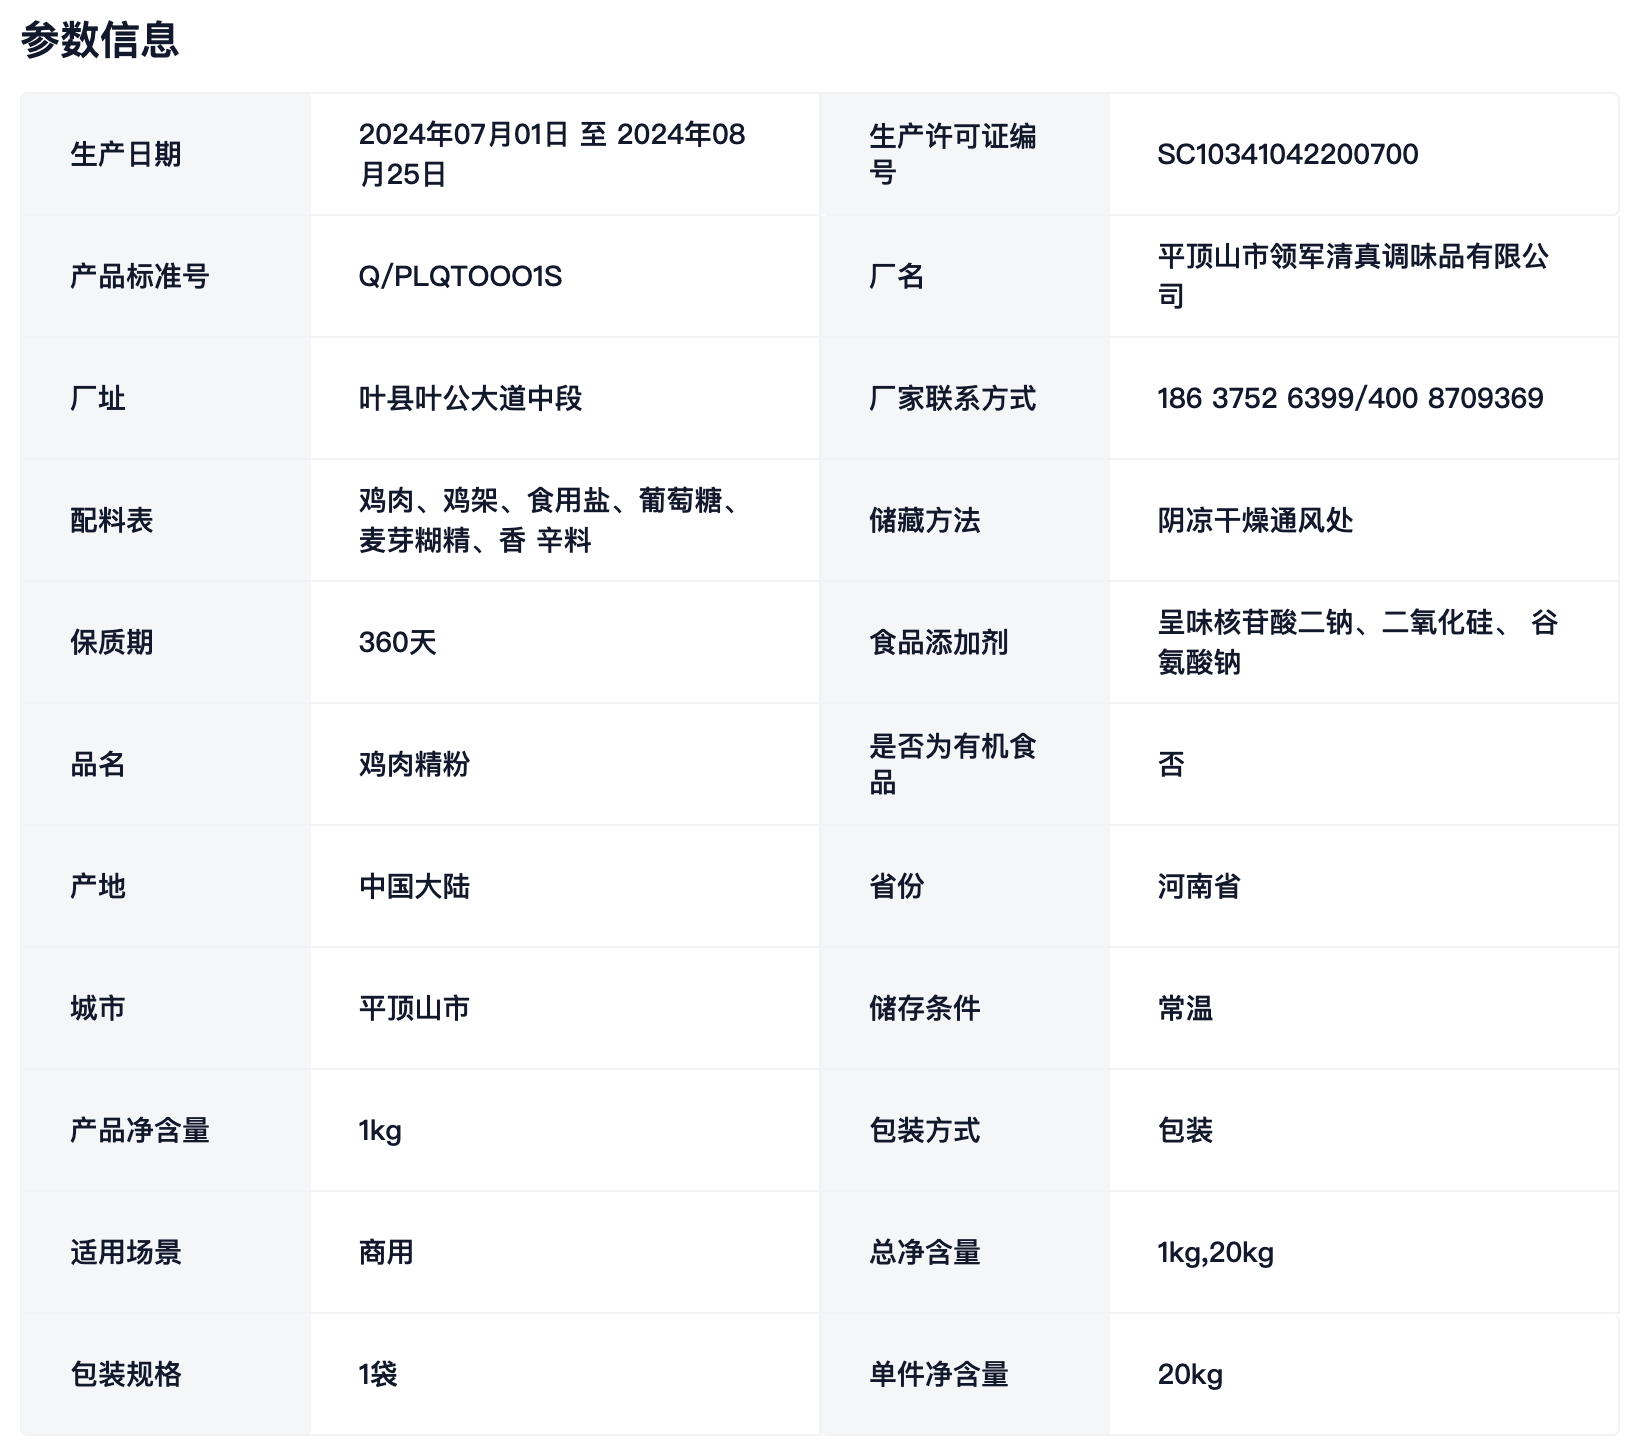 参数信息
生产日期
2024年07月01日 至 2024年08
月25日
生产许可证编
号
SC10341042200700
产品标准号
Q/PLQTOOO1S
厂名
平顶山市领军清真调味品有限公
司
厂址
叶县叶公大道中段
厂家联系方式
186 3752 6399/400 8709369
配料表
鸡肉、鸡架、食用盐、葡萄糖、
麦芽糊精、香 辛料
储藏方法
阴凉干燥通风处
保质期
360天
食品添加剂
呈味核苷酸二钠、二氧化硅、 谷
氨酸钠
品名
鸡肉精粉
是否为有机食
品
否
产地
中国大陆
省份
河南省
城市
平顶山市
储存条件
常温
产品净含量
1kg
包装方式
包装
适用场景
商用
总净含量
1kg,20kg
包装规格
1袋
单件净含量
20kg